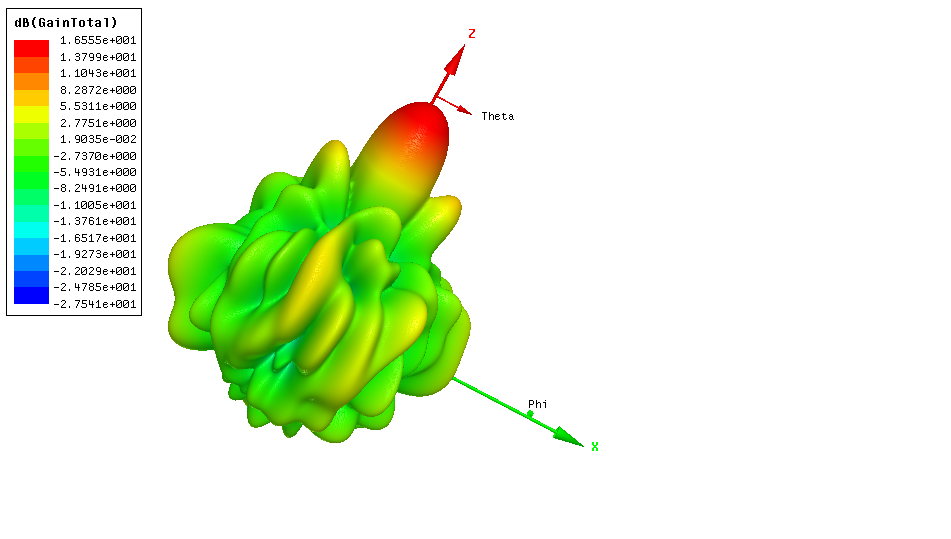 dB(GainTotal)
1.6555e+001
1.3799e+001
1.1043e+001
8.2872e+000
5.5311e+000
2.7751e+000
1.9035e-002
-2.7370e+000
-5.4931e+000
-8.2491e+000
-1.1005e+001
-1.3761e+001
-1.6517e+001
-1.9273e+001
-2.2029e+001
-2.4785e+001
-2.7541e+001
Z
Theta
Phi
X